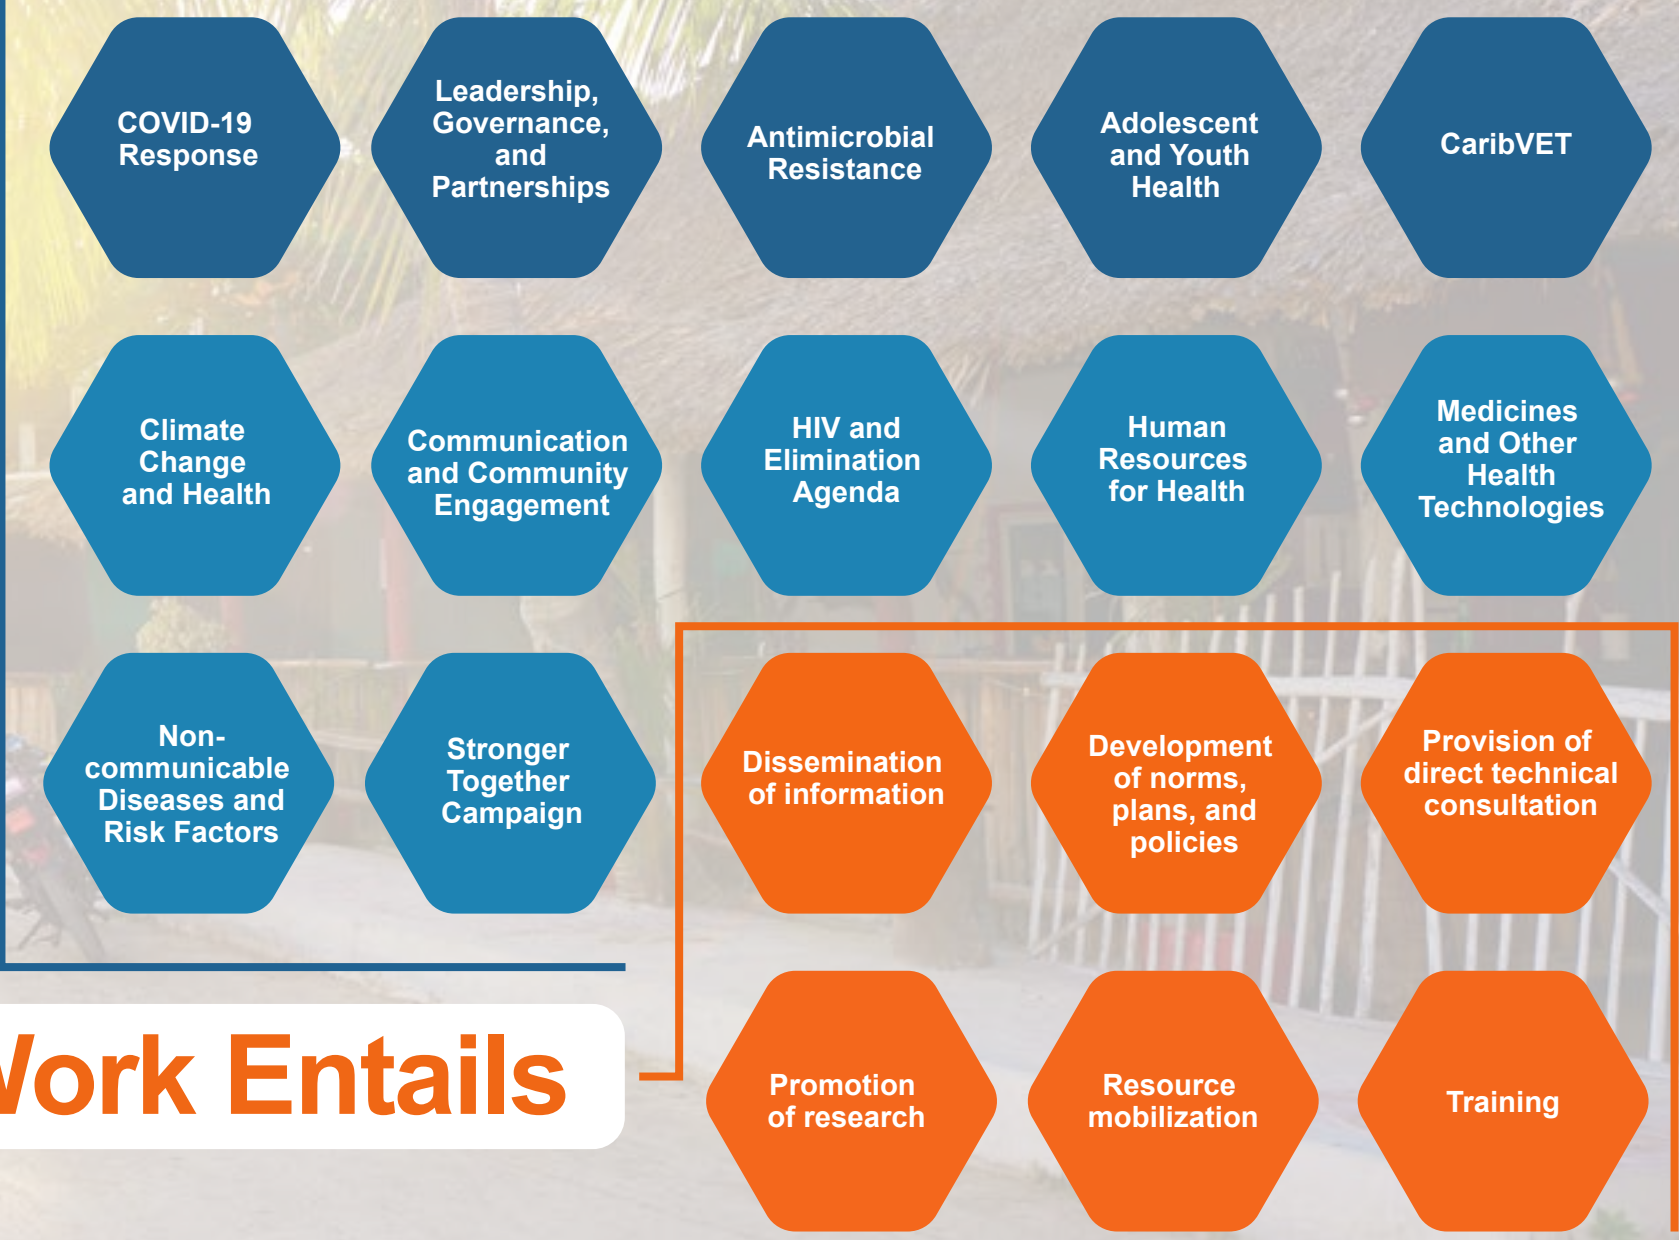 COVID-19
Response
Leadership,
Governance,
and
Partnerships
Antimicrobial
Resistance
Adolescent
and Youth
Health
CaribVET
Climate
Change
and Health
Communication
and Community
Engagement
HIV and
Elimination
Agenda
Human
Resources
for Health
Medicines
and Other
Health
Technologies
Non-
communicable
Diseases and
Risk Factors
Stronger
Together
Campaign
Dissemination
of information
Development
of norms,
plans, and
policies
Provision of
direct technical
consultation
Work Entails
Promotion
of research
Resource
mobilization
Training